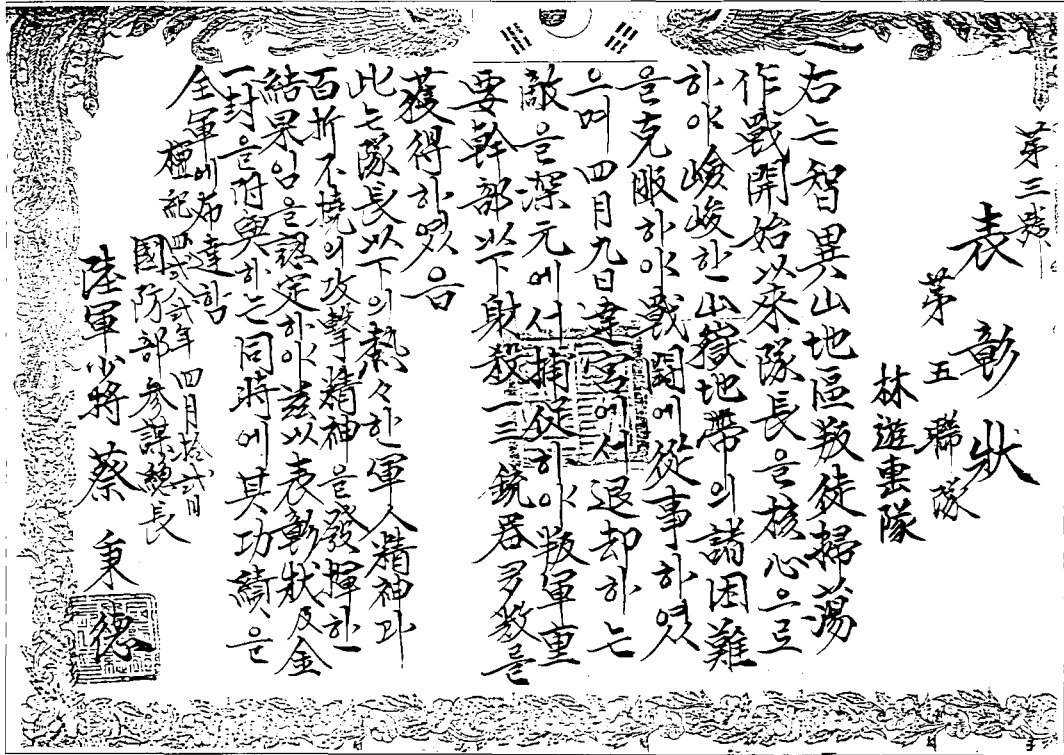 第三號
表彰狀
第五聯隊
林遊重隊
右는智異山地區叛徒掃蕩
作戰開始以來隊長을核心으로
하야嶮峻한山嶽地帶의諸困難
을克服하야戰鬪에從事하였
으며四月九日達宮에서退却하는
敵을深元에서捕促하야叛軍重
要幹部以下射殺一三銃器多數를
獲得하였음
此는隊長以下의熱々한軍人精神과
百折不撓의攻擊精神을發揮한
結果임을認定하야玆以表彰狀及金
一封을附與하는同時에其功績을
全軍에布達함
檀紀四貳八貳年四月拾貳日
國防部參謀總長
陸軍少將蔡秉德